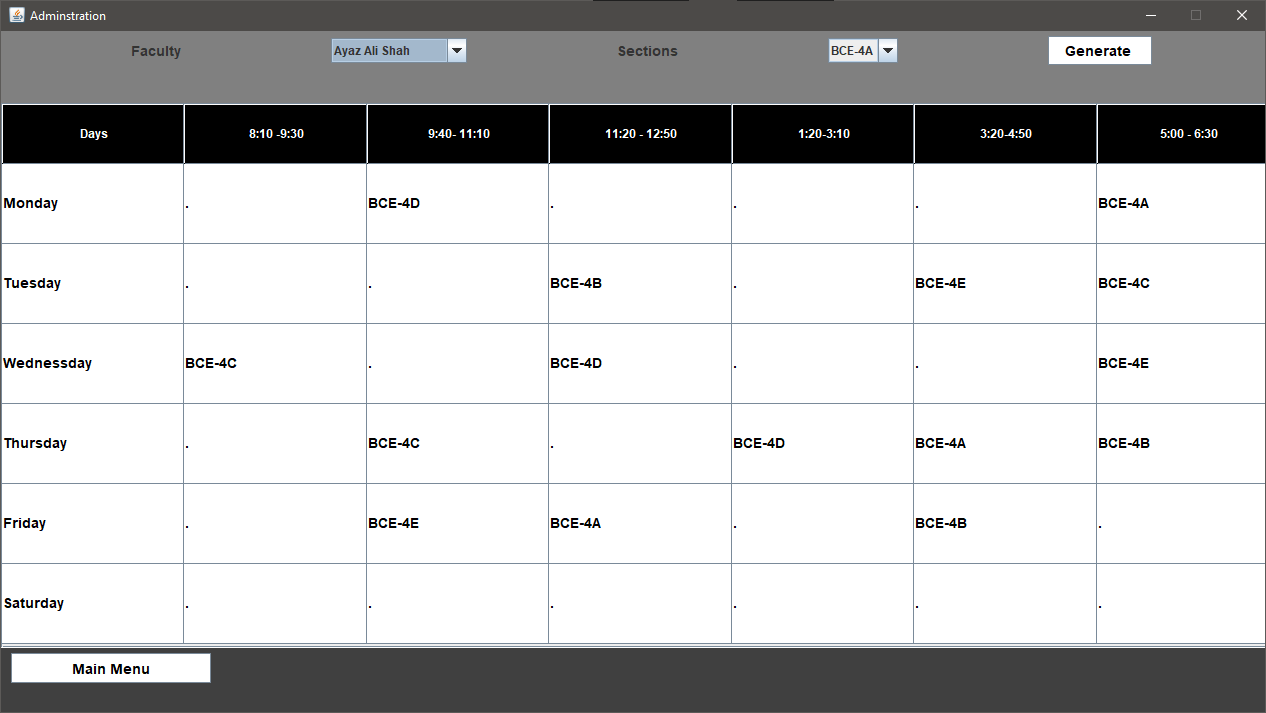 Adminstration
Faculty Ayaz Ali Shah Sections BCE-4A Generate
Days 8:10 -9:30 9:40- 11:10 11:20 - 12:50 1:20-3:10 3:20-4:50 5:00 - 6:30
Monday . BCE-4D . . . BCE-4A
Tuesday . . BCE-4B . BCE-4E BCE-4C
Wednessday BCE-4C . BCE-4D . . BCE-4E
Thursday . BCE-4C . BCE-4D BCE-4A BCE-4B
Friday . BCE-4E BCE-4A . BCE-4B .
Saturday . . . . . .
Main Menu